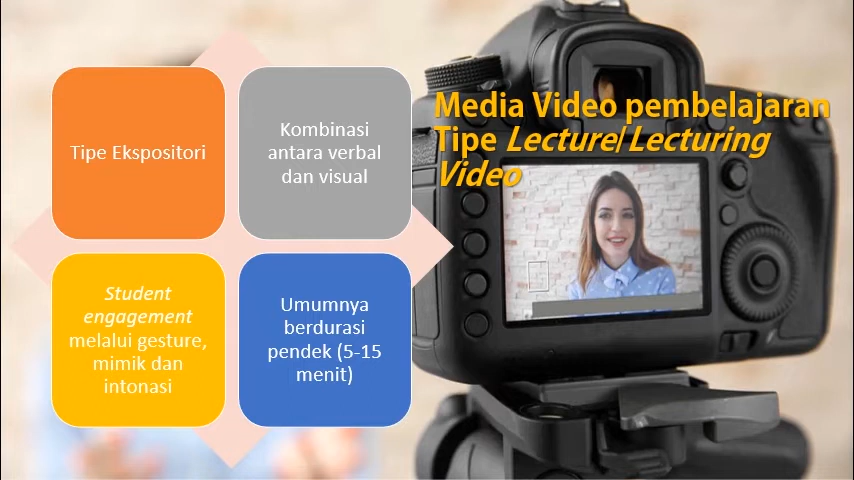 Media Video pembelajaran
Tipe Lecture/Lecturing
Video
Tipe Ekspositori
Kombinasi
antara verbal
dan visual
Student
engagement
melalui gesture,
mimik dan
intonasi
Umumnya
berdurasi
pendek (5-15
menit)